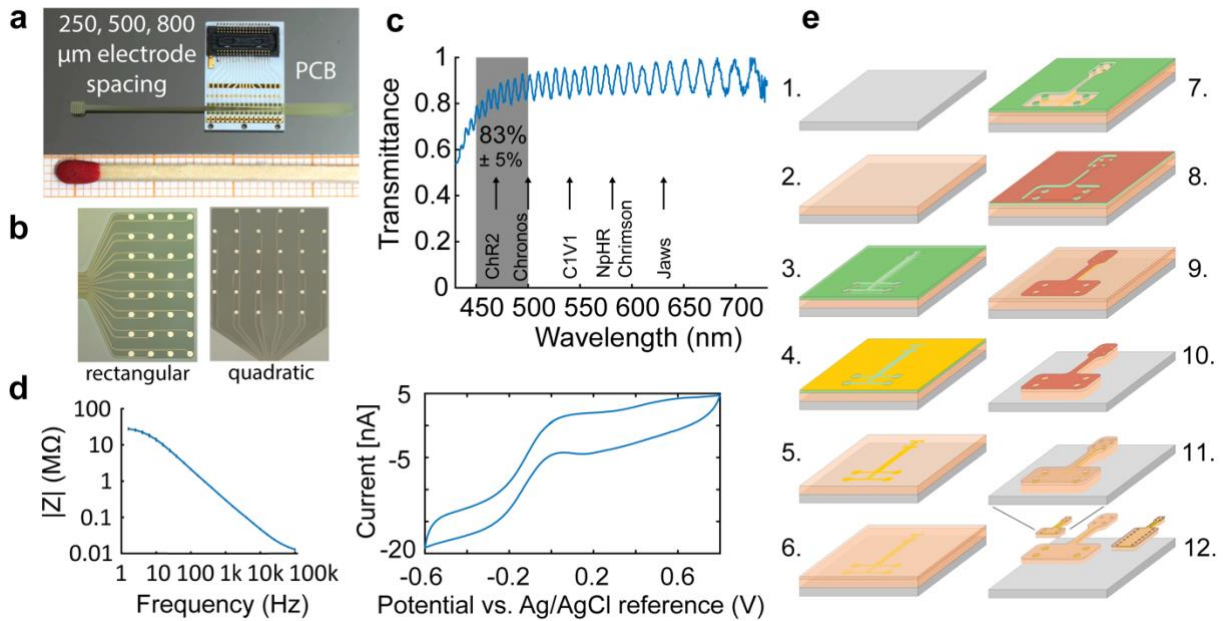 a
250, 500, 800
µm electrode
spacing
PCB
b
rectangular
quadratic
c
Transmittance
1
0.8
0.6
0.4
0.2
0
83%
± 5%
ChR2
Chronos
C1V1
NpHR
Chrimson
Jaws
450 500 550 600 650 700
Wavelength (nm)
d
|Z| (MΩ)
100
10
1
0.1
0.01
1 10 100 1k 10k 100k
Frequency (Hz)
Current [nA]
5
-5
-20
-0.6 -0.2 0.2 0.6
Potential vs. Ag/AgCl reference (V)
e
1.
2.
3.
4.
5.
6.
7.
8.
9.
10.
11.
12.